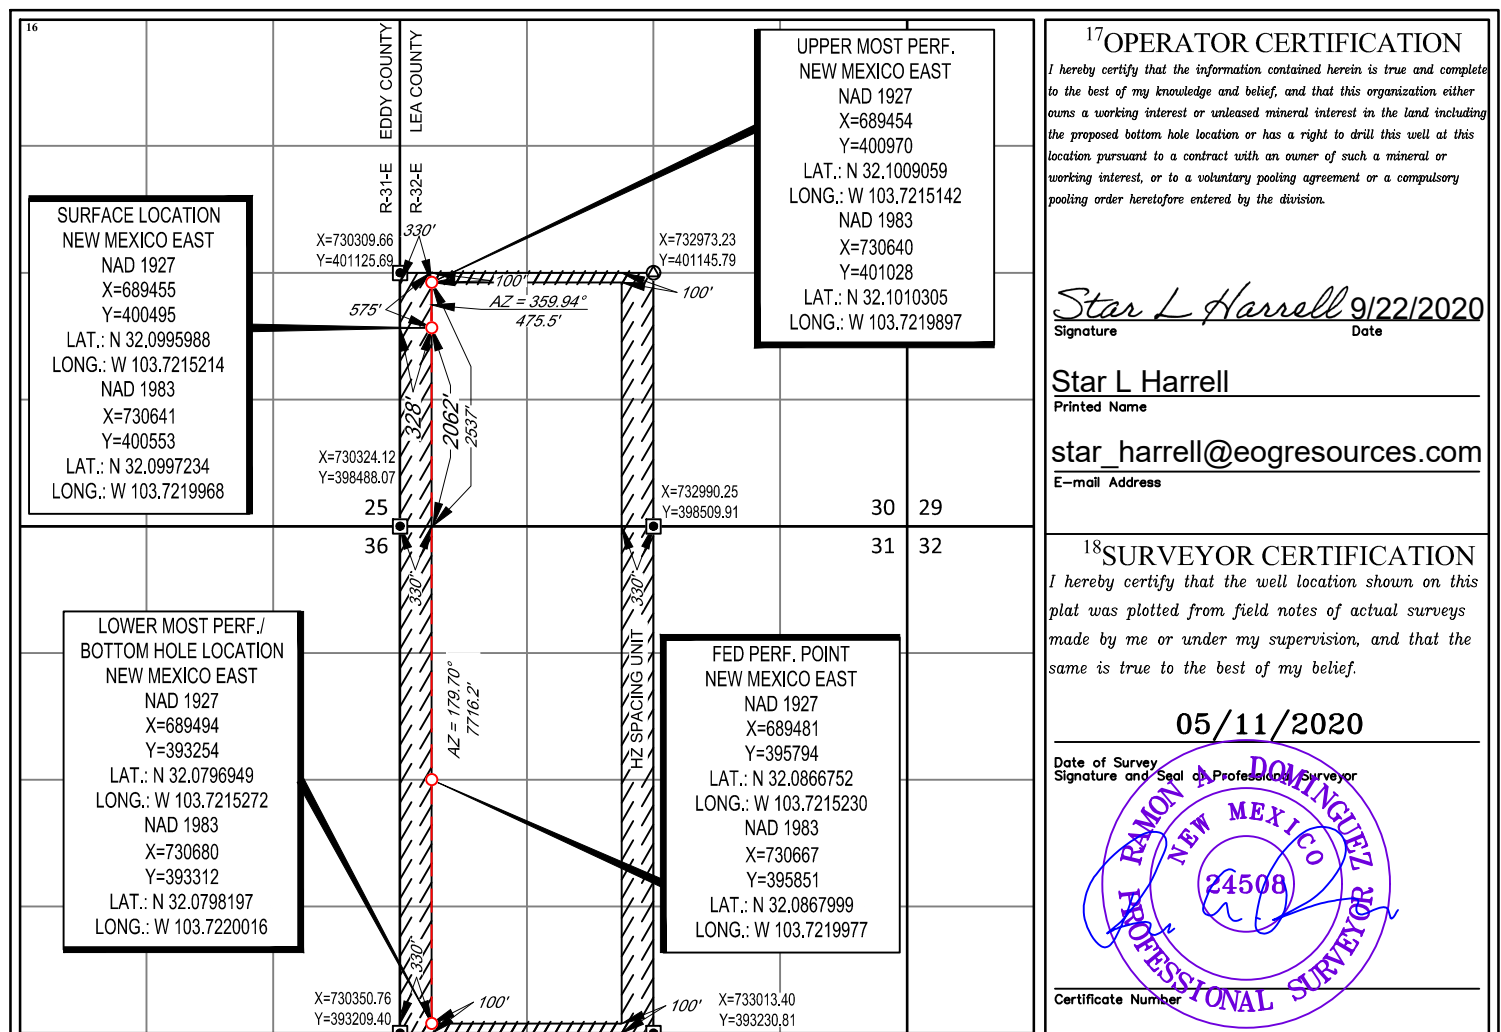 16
EDDY COUNTY
LEA COUNTY
R-31-E
R-32-E
UPPER MOST PERF.
NEW MEXICO EAST
NAD 1927
X=689454
Y=400970
LAT.: N 32.1009059
LONG.: W 103.7215142
NAD 1983
X=730640
Y=401028
LAT.: N 32.1010305
LONG.: W 103.7219897
SURFACE LOCATION
NEW MEXICO EAST
NAD 1927
X=689455
Y=400495
LAT.: N 32.0995988
LONG.: W 103.7215214
NAD 1983
X=730641
Y=400553
LAT.: N 32.0997234
LONG.: W 103.7219968
X=730309.66
Y=401125.69
330'
X=732973.23
Y=401145.79
100'
100'
575'
AZ = 359.94°
475.5'
328'
2062'
2537'
X=730324.12
Y=398488.07
X=732990.25
Y=398509.91
25
30
29
36
31
32
330'
330'
HZ SPACING UNIT
AZ = 179.70°
7716.2'
LOWER MOST PERF./
BOTTOM HOLE LOCATION
NEW MEXICO EAST
NAD 1927
X=689494
Y=393254
LAT.: N 32.0796949
LONG.: W 103.7215272
NAD 1983
X=730680
Y=393312
LAT.: N 32.0798197
LONG.: W 103.7220016
FED PERF. POINT
NEW MEXICO EAST
NAD 1927
X=689481
Y=395794
LAT.: N 32.0866752
LONG.: W 103.7215230
NAD 1983
X=730667
Y=395851
LAT.: N 32.0867999
LONG.: W 103.7219977
330'
X=730350.76
Y=393209.40
100'
100'
X=733013.40
Y=393230.81
17OPERATOR CERTIFICATION
I hereby certify that the information contained herein is true and complete
to the best of my knowledge and belief, and that this organization either
owns a working interest or unleased mineral interest in the land including
the proposed bottom hole location or has a right to drill this well at this
location pursuant to a contract with an owner of such a mineral or
working interest, or to a voluntary pooling agreement or a compulsory
pooling order heretofore entered by the division.
Star L Harrell 9/22/2020
Signature Date
Star L Harrell
Printed Name
star_harrell@eogresources.com
E-mail Address
18SURVEYOR CERTIFICATION
I hereby certify that the well location shown on this
plat was plotted from field notes of actual surveys
made by me or under my supervision, and that the
same is true to the best of my belief.
05/11/2020
Date of Survey
Signature and Seal of Professional Surveyor
RAMON A. DOMINGUEZ
NEW MEXICO
24508
PROFESSIONAL SURVEYOR
Certificate Number